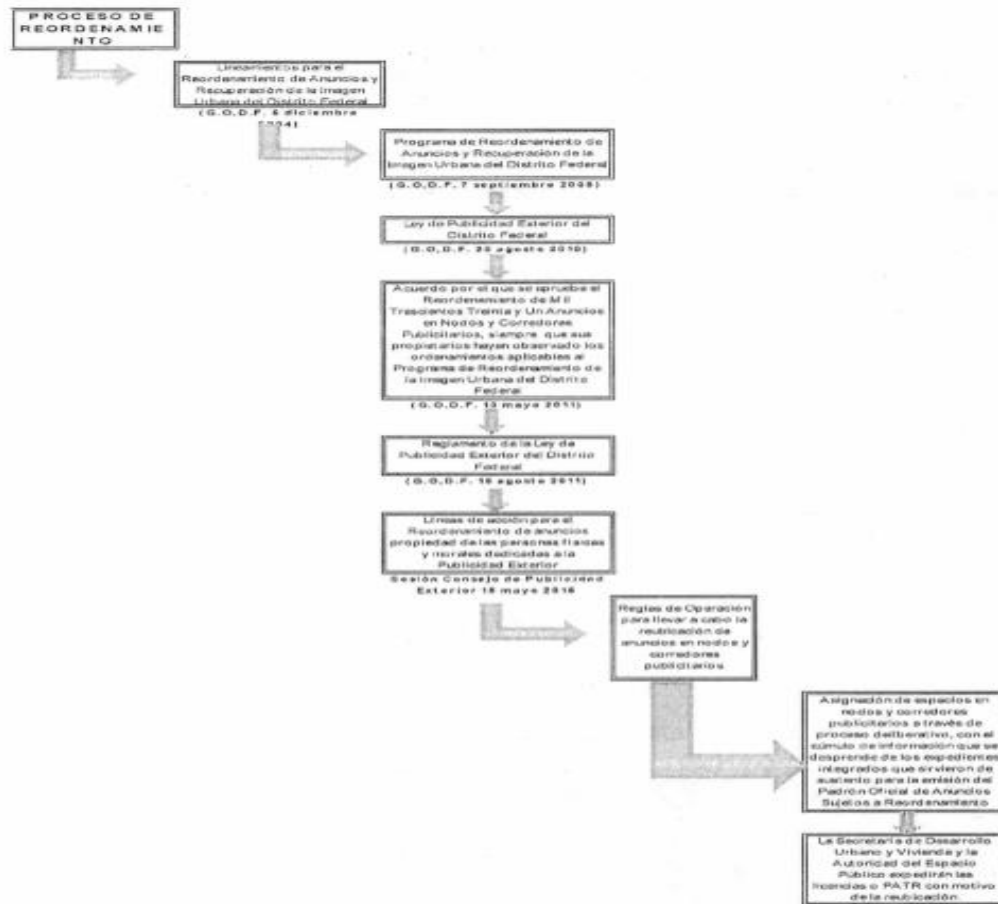 PROCESO DE
REORDENAMIE
NTO
Lineamientos para el
Reordenamiento de Anuncios y
Recuperación de la Imagen
Urbana del Distrito Federal
(G.O.D.F. 6 diciembre
Programa de Reordenamiento de
Anuncios y Recuperación de la
Imagen Urbana del Distrito Federal
(G.O.D.F. 7 septiembre
Ley de Publicidad Exterior del
Distrito Federal
(G.O.D.F. 20 agosto 2010)
Acuerdo por el que se aprueba el
Reordenamiento de Mil
Trescientos Treinta y Un Anuncios
en Nodos y Corredores
Publicitarios, siempre que sus
propietarios hayan observado los
ordenamientos aplicables al
Programa de Reordenamiento de
la Imagen Urbana del Distrito
Federal
(G.O.D.F. 13 mayo 2011)
Reglamento de la Ley de
Publicidad Exterior del Distrito
Federal
(G.O.D.F. 15 agosto 2011)
Líneas de acción para el
Reordenamiento de anuncios
propiedad de las personas físicas
y morales dedicadas a la
Publicidad Exterior
Sesión Consejo de Publicidad
Exterior 18 mayo
Reglas de Operación
para llevar a cabo la
reubicación de
anuncios en nodos y
corredores
publicitarios
Asignación de espacios en
nodos y corredores
publicitarios a través de
proceso deliberativo, con el
cúmulo de información que se
desprende de los expedientes
integrados que sirvieron de
sustento para la emisión del
Padrón Oficial de Anuncios
Sujetos a Reordenamiento
La Secretaría de Desarrollo
Urbano y Vivienda y la
Autoridad del Espacio
Público expedirán las
licencias o PATR con motivo
de la reubicación.